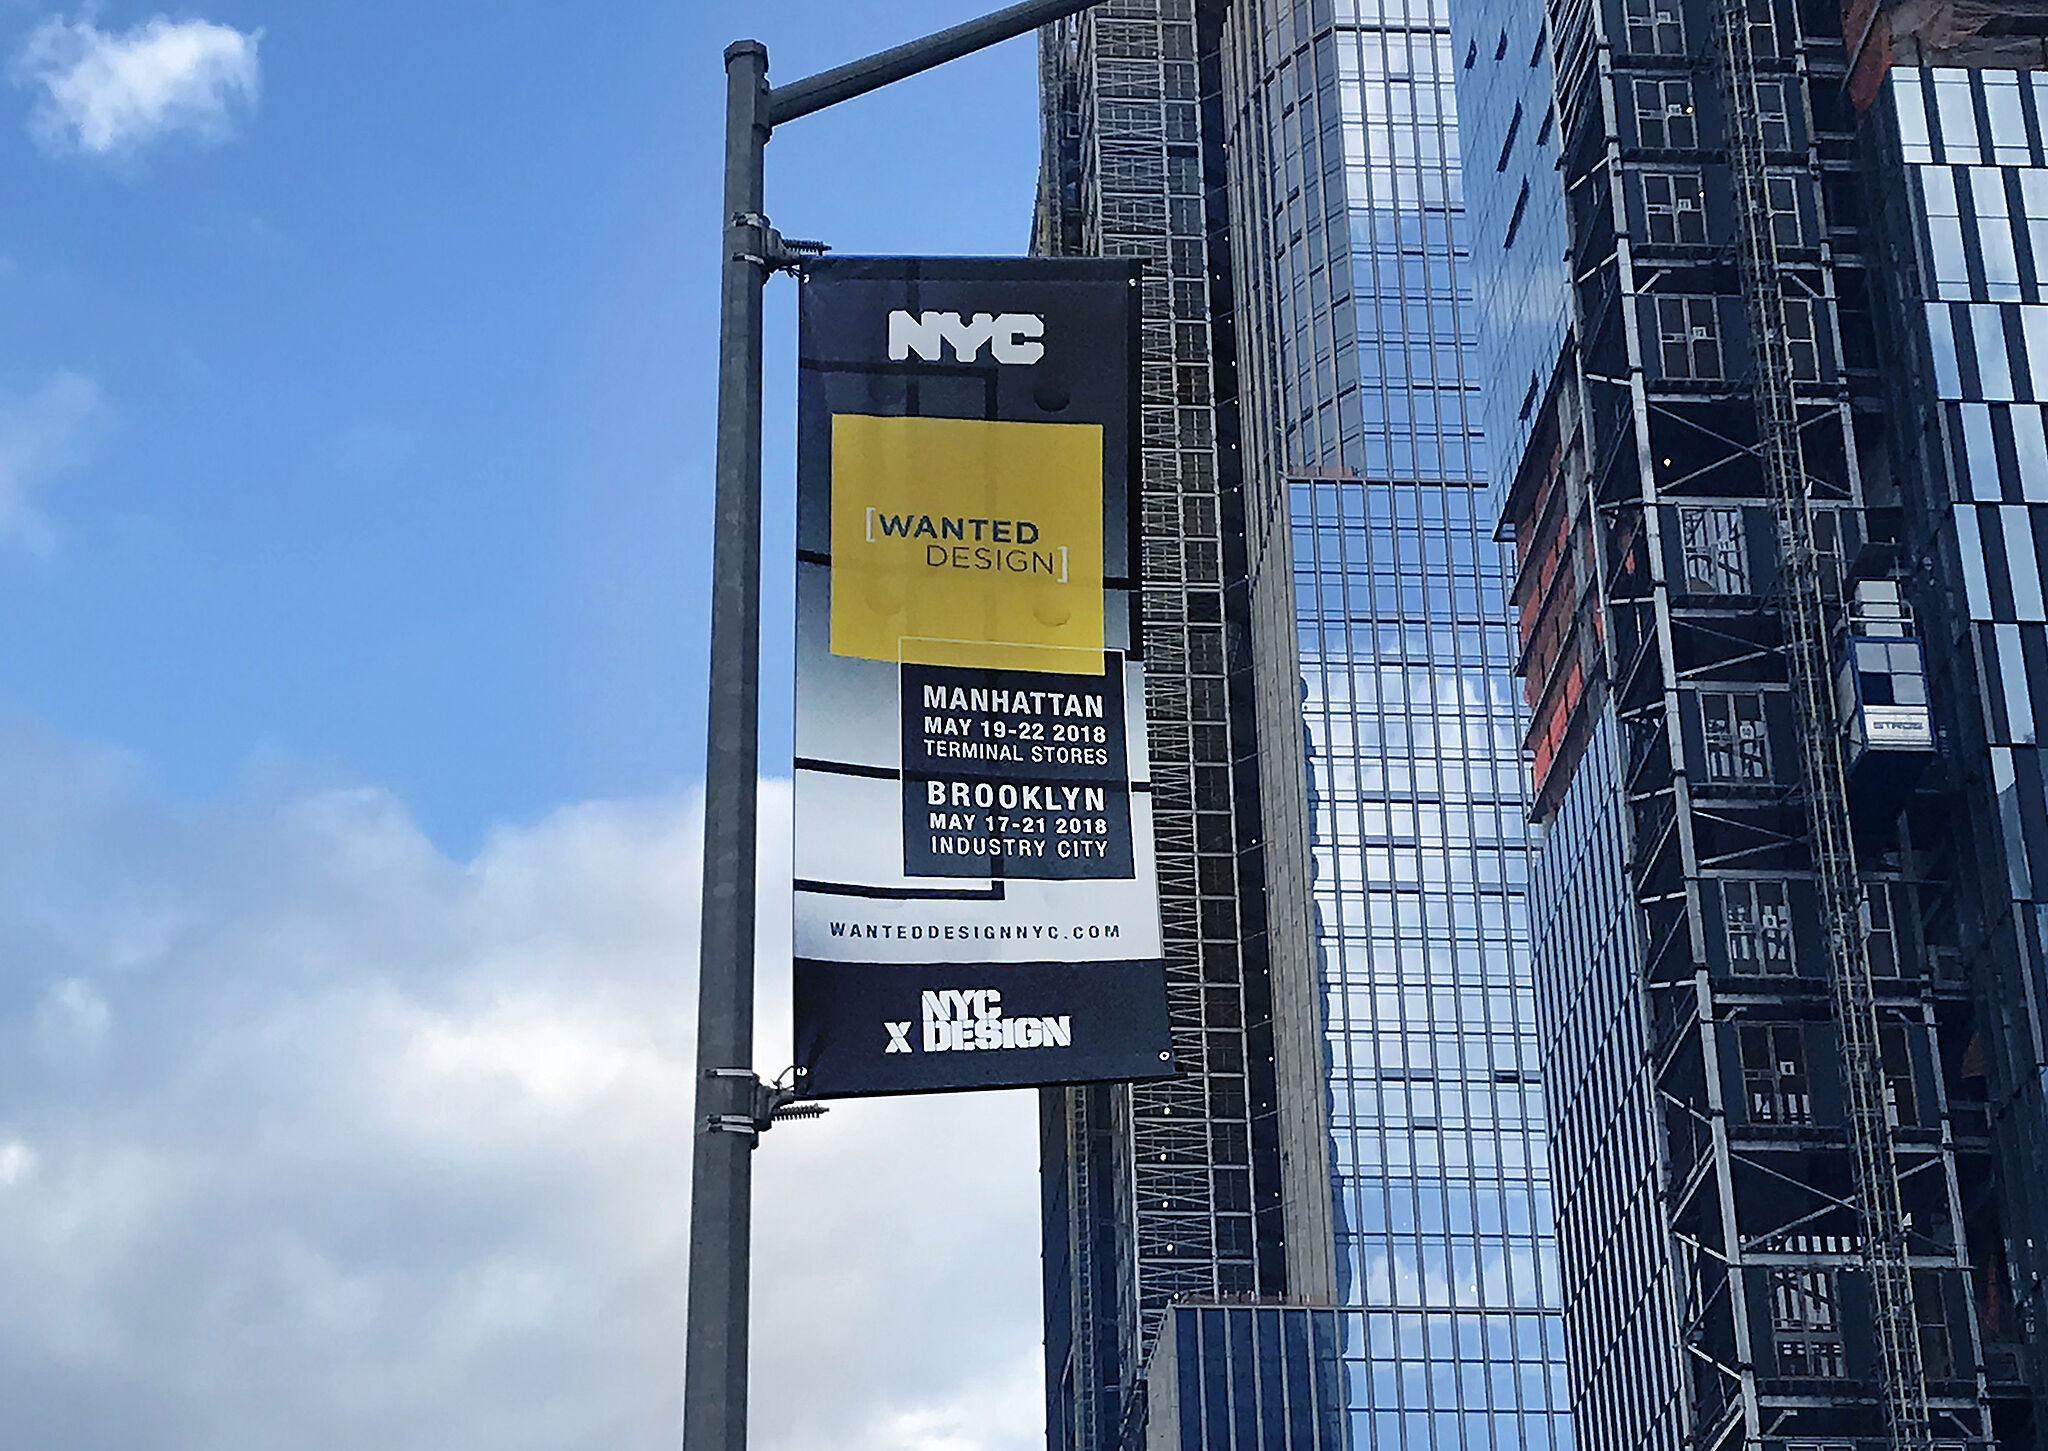 NYC
[WANTED
DESIGN]
MANHATTAN
MAY 19-22 2018
TERMINAL STORES
BROOKLYN
MAY 17-21 2018
INDUSTRY CITY
WANTEDDESIGNNYC.COM
NYC
X DESIGN
STROS